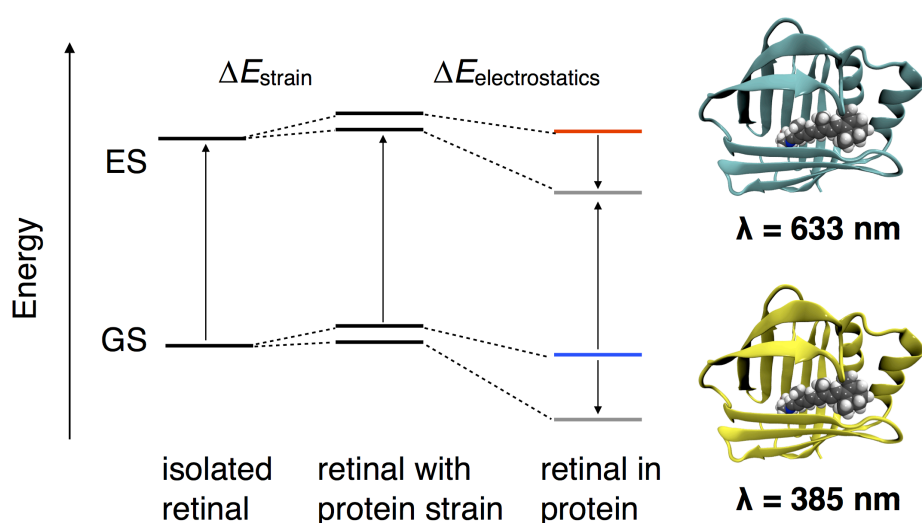 ΔEstrain
ΔEelectrostatics
ES
GS
Energy
isolated
retinal
retinal with
protein strain
retinal in
protein
λ = 633 nm
λ = 385 nm